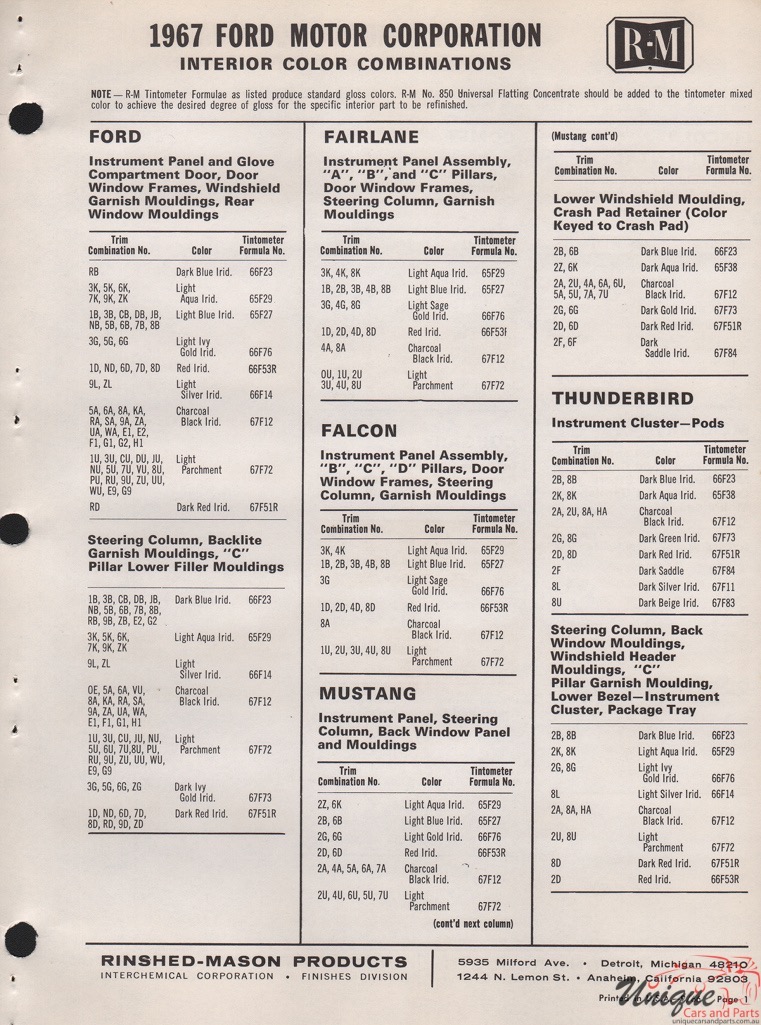 1967 FORD MOTOR CORPORATION
INTERIOR COLOR COMBINATIONS
R-M
NOTE — R-M Tintometer Formulae as listed produce standard gloss colors. R-M No. 850 Universal Flatting Concentrate should be added to the tintometer mixed
color to achieve the desired degree of gloss for the specific interior part to be refinished.
FORD
Instrument Panel and Glove
Compartment Door, Door
Window Frames, Windshield
Garnish Mouldings, Rear
Window Mouldings
Trim Tintometer
Combination No. Color Formula No.
RB Dark Blue Irid. 66F23
3K, 5K, 6K, Light
7K, 9K, ZK Aqua Irid. 65F29
1B, 3B, CB, DB, JB, Light Blue Irid. 65F27
NB, 5B, 6B, 7B, 8B
3G, 5G, 6G Light Ivy
Gold Irid. 66F76
1D, ND, 6D, 7D, 8D Red Irid. 66F53R
9L, ZL Light
Silver Irid. 66F14
5A, 6A, 8A, KA, Charcoal
RA, SA, 9A, ZA, Black Irid. 67F12
UA, WA, E1, E2,
F1, G1, G2, H1
1U, 3U, CU, DU, JU, Light
NU, 5U, 7U, VU, 8U, Parchment 67F72
PU, RU, 9U, ZU, UU,
WU, E9, G9
RD Dark Red Irid. 67F51R
Steering Column, Backlite
Garnish Mouldings, "C"
Pillar Lower Filler Mouldings
1B, 3B, CB, DB, JB, Dark Blue Irid. 66F23
NB, 5B, 6B, 7B, 8B,
RB, 9B, ZB, E2, G2
3K, 5K, 6K, Light Aqua Irid. 65F29
7K, 9K, ZK
9L, ZL Light
Silver Irid. 66F14
OE, 5A, 6A, VU, Charcoal
8A, KA, RA, SA, Black Irid. 67F12
9A, ZA, UA, WA,
E1, F1, G1, H1
1U, 3U, CU, JU, NU, Light
5U, 6U, 7U,8U, PU, Parchment 67F72
RU, 9U, ZU, UU, WU,
E9, G9
3G, 5G, 6G, ZG Dark Ivy
Gold Irid. 67F73
1D, ND, 6D, 7D, Dark Red Irid. 67F51R
8D, RD, 9D, ZD
FAIRLANE
Instrument Panel Assembly,
"A", "B", and "C" Pillars,
Door Window Frames,
Steering Column, Garnish
Mouldings
Trim Tintometer
Combination No. Color Formula No.
3K, 4K, 8K Light Aqua Irid. 65F29
1B, 2B, 3B, 4B, 8B Light Blue Irid. 65F27
3G, 4G, 8G Light Sage
Gold Irid. 66F76
1D, 2D, 4D, 8D Red Irid. 66F53R
4A, 8A Charcoal
Black Irid. 67F12
0U, 1U, 2U Light
3U, 4U, 8U Parchment 67F72
FALCON
Instrument Panel Assembly,
"B", "C", "D" Pillars, Door
Window Frames, Steering
Column, Garnish Mouldings
Trim Tintometer
Combination No. Color Formula No.
3K, 4K Light Aqua Irid. 65F29
1B, 2B, 3B, 4B, 8B Light Blue Irid. 65F27
3G Light Sage
Gold Irid. 66F76
1D, 2D, 4D, 8D Red Irid. 66F53R
8A Charcoal
Black Irid. 67F12
1U, 2U, 3U, 4U, 8U Light
Parchment 67F72
MUSTANG
Instrument Panel, Steering
Column, Back Window Panel
and Mouldings
Trim Tintometer
Combination No. Color Formula No.
2Z, 6K Light Aqua Irid. 65F29
2B, 6B Light Blue Irid. 65F27
2G, 6G Light Gold Irid. 66F76
2D, 6D Red Irid. 66F53R
2A, 4A, 5A, 6A, 7A Charcoal
Black Irid. 67F12
2U, 4U, 6U, 5U, 7U Light
Parchment 67F72
(cont'd next column)
(Mustang cont'd)
Trim Tintometer
Combination No. Color Formula No.
Lower Windshield Moulding,
Crash Pad Retainer (Color
Keyed to Crash Pad)
2B, 6B Dark Blue Irid. 66F23
2Z, 6K Dark Aqua Irid. 65F38
2A, 2U, 4A, 6A, 6U, Charcoal
5A, 5U, 7A, 7U Black Irid. 67F12
2G, 6G Dark Gold Irid. 67F73
2D, 6D Dark Red Irid. 67F51R
2F, 6F Dark
Saddle Irid. 67F84
THUNDERBIRD
Instrument Cluster—Pods
Trim Tintometer
Combination No. Color Formula No.
2B, 8B Dark Blue Irid. 66F23
2K, 8K Dark Aqua Irid. 65F38
2A, 2U, 8A, HA Charcoal
Black Irid. 67F12
2G, 8G Dark Green Irid. 67F73
2D, 8D Dark Red Irid. 67F51R
2F Dark Saddle 67F84
8L Dark Silver Irid. 67F11
8U Dark Beige Irid. 67F83
Steering Column, Back
Window Mouldings,
Windshield Header
Mouldings, "C"
Pillar Garnish Moulding,
Lower Bezel—Instrument
Cluster, Package Tray
2B, 8B Dark Blue Irid. 66F23
2K, 8K Light Aqua Irid. 65F29
2G, 8G Light Ivy
Gold Irid. 66F76
8L Light Silver Irid. 66F14
2A, 8A, HA Charcoal
Black Irid. 67F12
2U, 8U Light
Parchment 67F72
8D Dark Red Irid. 67F51R
2D Red Irid. 66F53R
RINSHED-MASON PRODUCTS
INTERCHEMICAL CORPORATION • FINISHES DIVISION
5935 Milford Ave. • Detroit, Michigan 48210
1244 N. Lemon St. • Anaheim, California 92803
Printed in U.S.A. Page 1
Unique
Cars and Parts
uniquecarsandparts.com.au